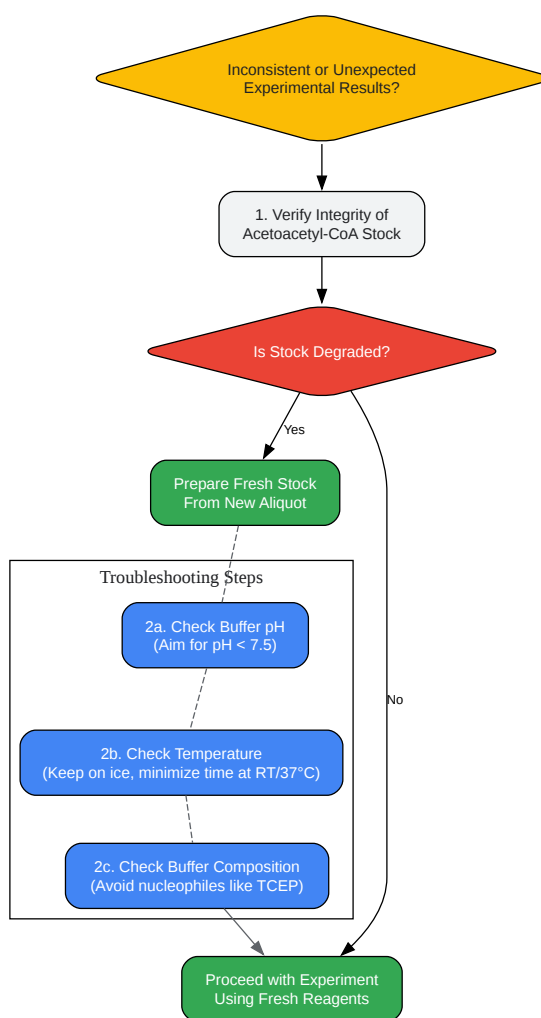 Inconsistent or Unexpected
Experimental Results?
1. Verify Integrity of
Acetoacetyl-CoA Stock
Is Stock Degraded?
Yes
Prepare Fresh Stock
From New Aliquot
Troubleshooting Steps
2a. Check Buffer pH
(Aim for pH < 7.5)
No
2b. Check Temperature
(Keep on ice, minimize time at RT/37°C)
2c. Check Buffer Composition
(Avoid nucleophiles like TCEP)
Proceed with Experiment
Using Fresh Reagents